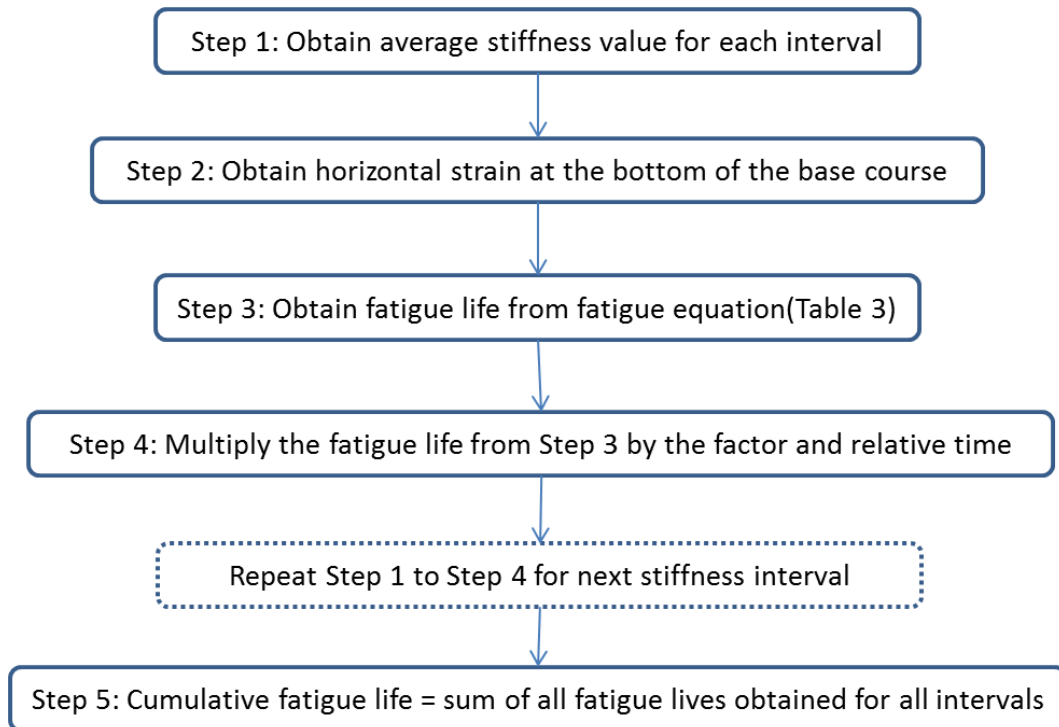 Step 1: Obtain average stiffness value for each interval
Step 2: Obtain horizontal strain at the bottom of the base course
Step 3: Obtain fatigue life from fatigue equation(Table 3)
Step 4: Multiply the fatigue life from Step 3 by the factor and relative time
Repeat Step 1 to Step 4 for next stiffness interval
Step 5: Cumulative fatigue life = sum of all fatigue lives obtained for all intervals